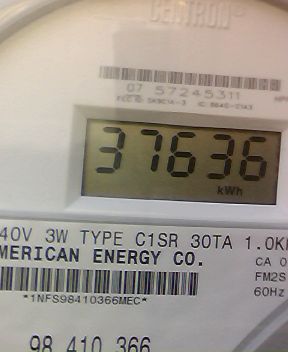 CENTRON®
07 57245311
37636
kWh
40V 3W TYPE C1SR 30TA 1.0K
MERICAN ENERGY CO.
CA 0
FM2S
60Hz
*1NFS98410366MEC*
98 410 366